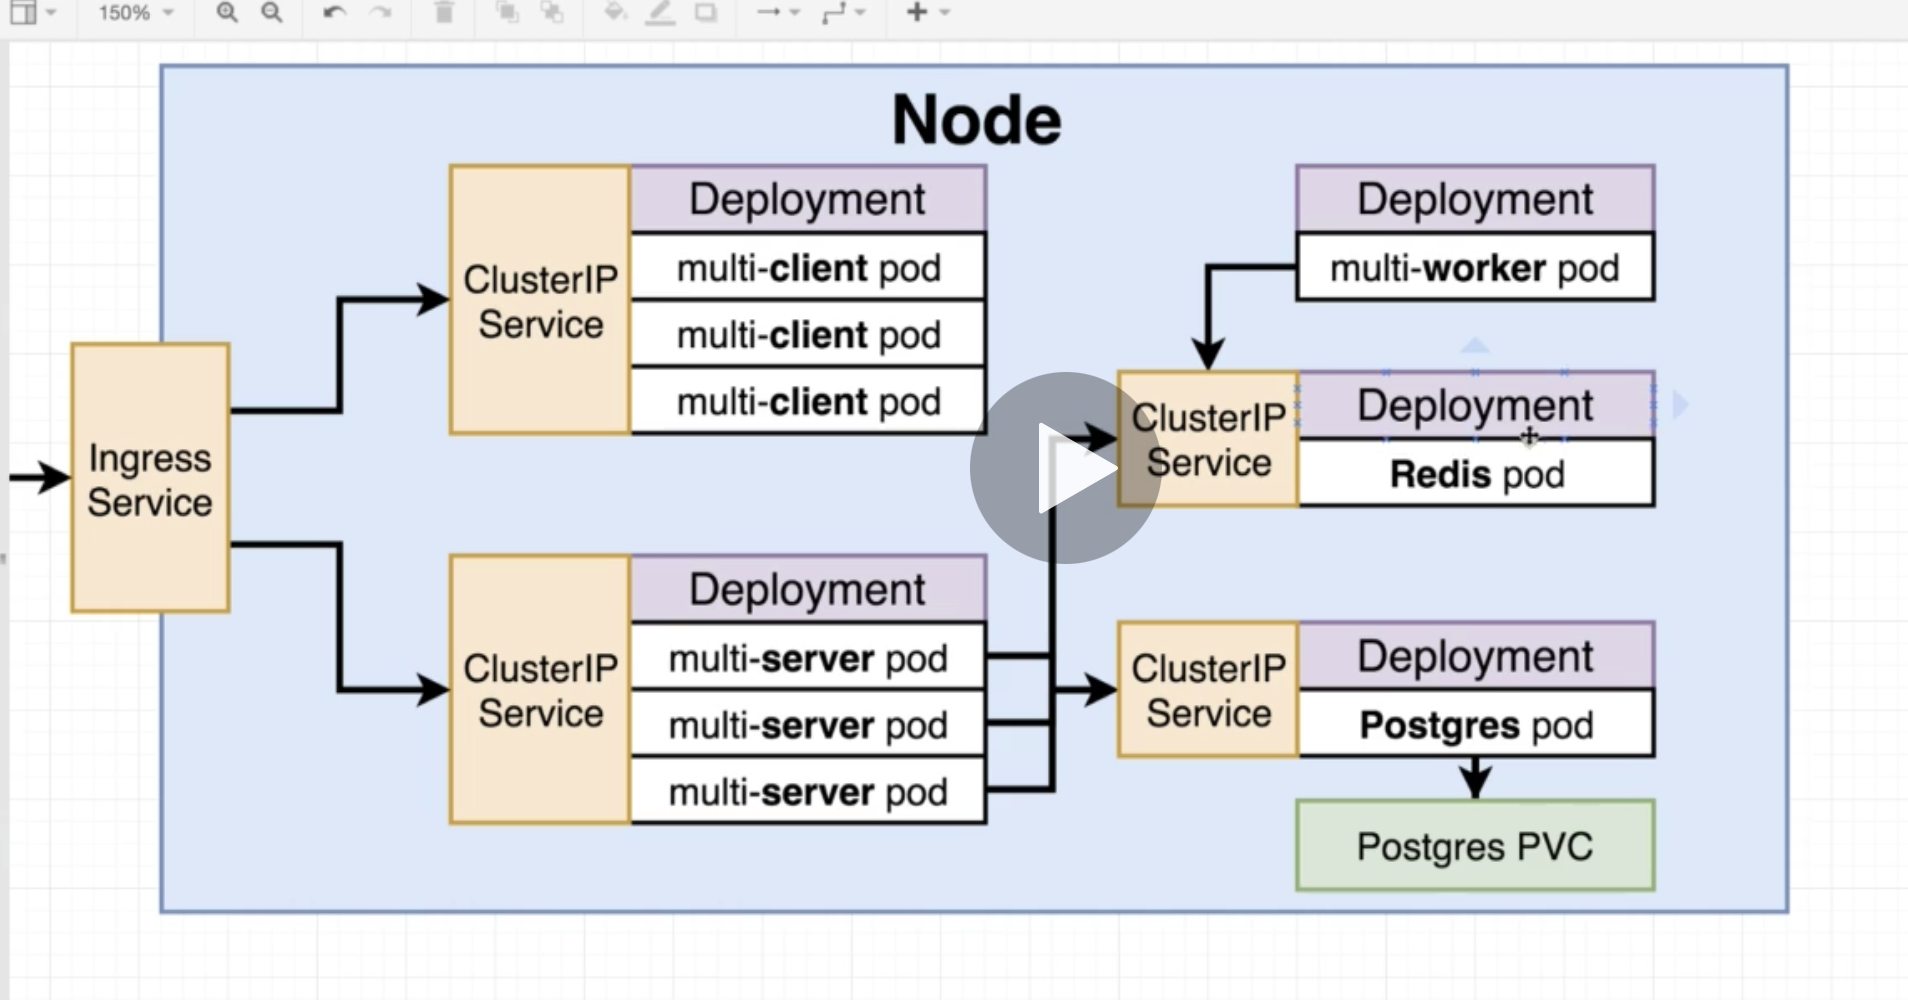 150%
Node
Ingress
Service
ClusterIP
Service
Deployment
multi-client pod
multi-client pod
multi-client pod
ClusterIP
Service
Deployment
multi-server pod
multi-server pod
multi-server pod
Deployment
multi-worker pod
ClusterIP
Service
Deployment
Redis pod
ClusterIP
Service
Deployment
Postgres pod
Postgres PVC